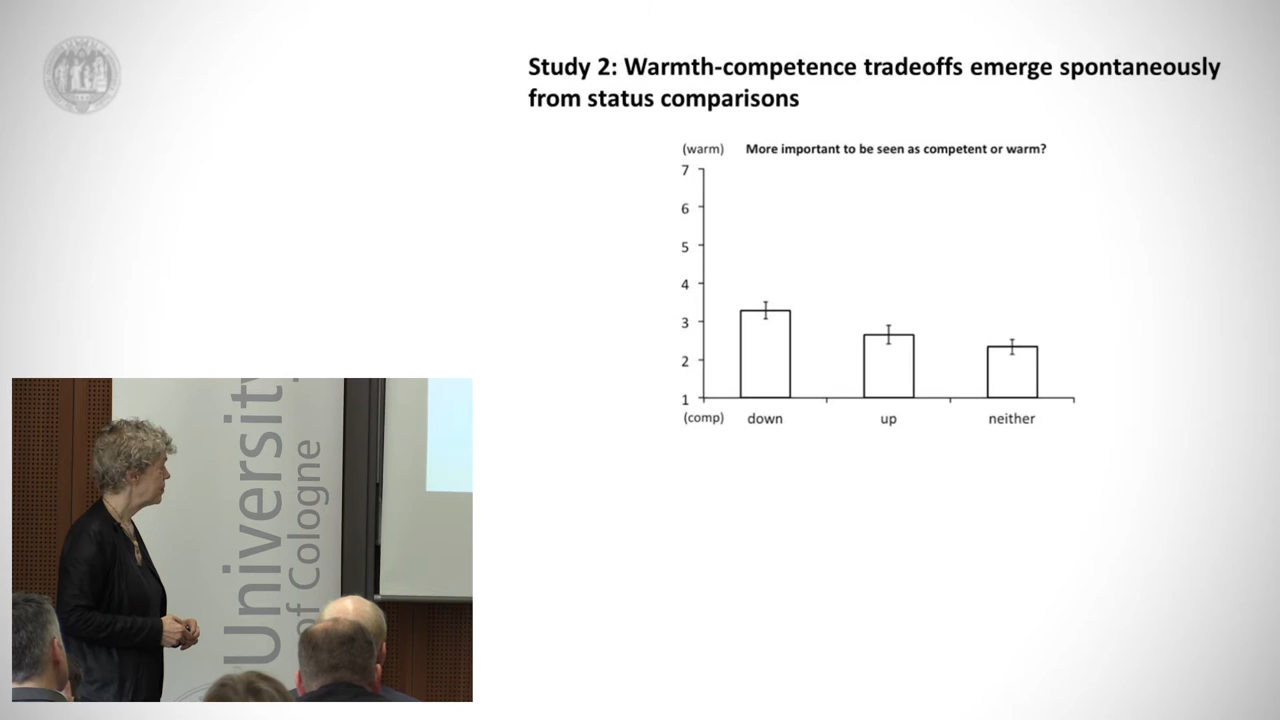 Study 2: Warmth-competence tradeoffs emerge spontaneously
from status comparisons
(warm) More important to be seen as competent or warm?
7
6
5
4
3
2
1
(comp) down up neither
University
of Cologne